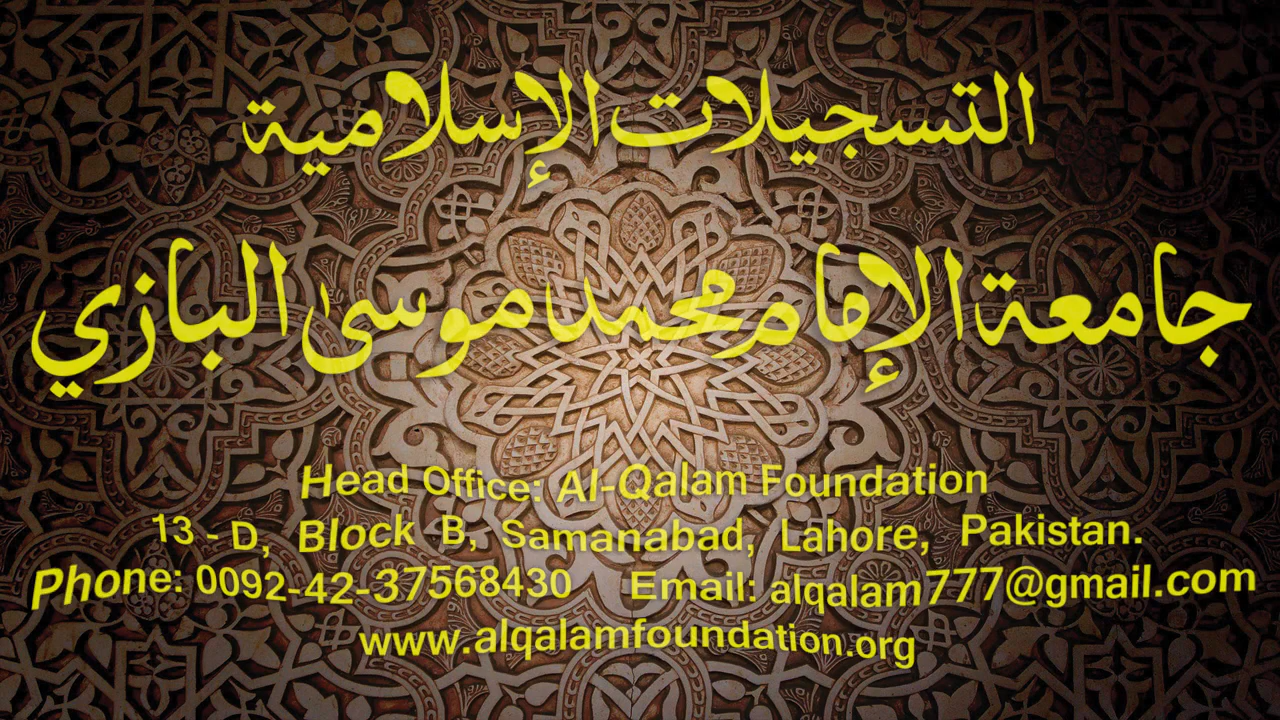 التسجيلات الإسلامية
جامعة الإمام محمد موسى البازي
Head Office: Al-Qalam Foundation
13 - D, Block B, Samanabad, Lahore, Pakistan.
Phone: 0092-42-37568430 Email: alqalam777@gmail.com
www.alqalamfoundation.org